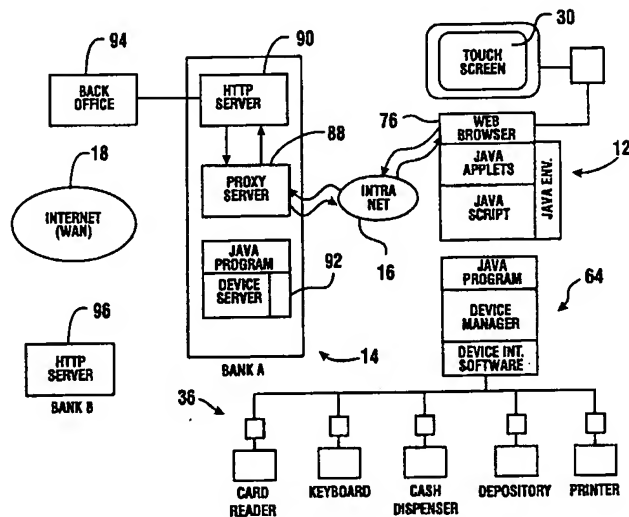 94
BACK
OFFICE
90
HTTP
SERVER
88
PROXY
SERVER
18
INTERNET
(WAN)
JAVA PROGRAM
DEVICE
SERVER
92
BANK A
14
96
HTTP
SERVER
BANK B
30
TOUCH
SCREEN
76
WEB
BROWSER
JAVA
APPLETS
JAVA
SCRIPT
JAVA ENV.
12
INTRA
NET
16
JAVA
PROGRAM
DEVICE
MANAGER
DEVICE INT.
SOFTWARE
64
36
CARD
READER
KEYBOARD
CASH
DISPENSER
DEPOSITORY
PRINTER